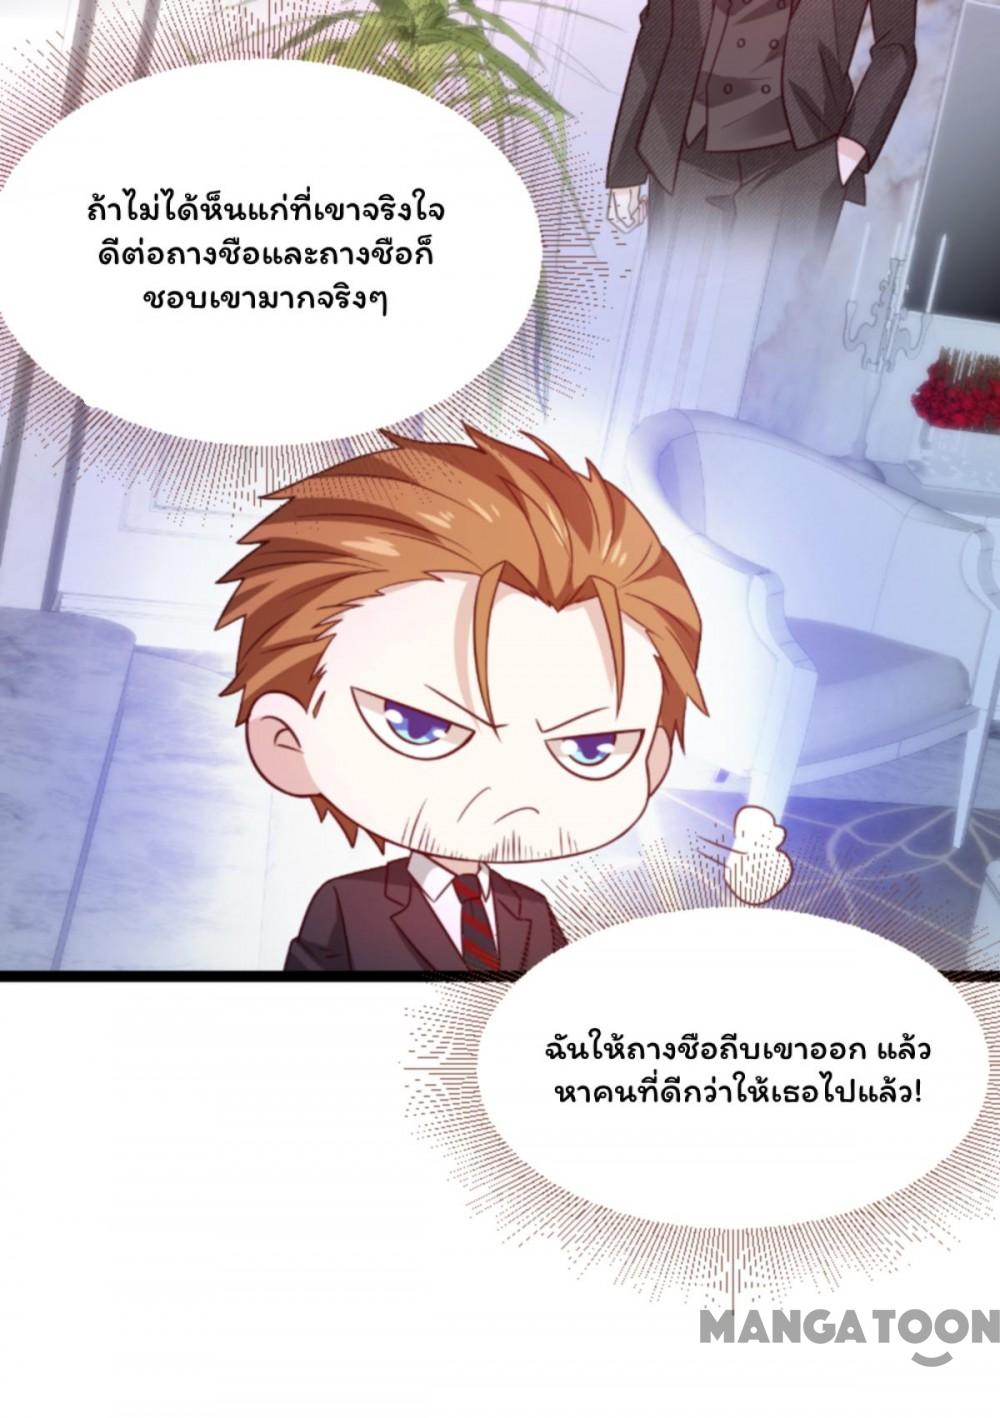 ถ้าไม่ได้เห็นแก่ที่เขาจริงใจ
ดีต่อถางซือและถางซือก็
ชอบเขามากจริงๆ
ฉันให้ถางซือถีบเขาออก แล้ว
หาคนที่ดีกว่าให้เธอไปแล้ว!
MANGATOON